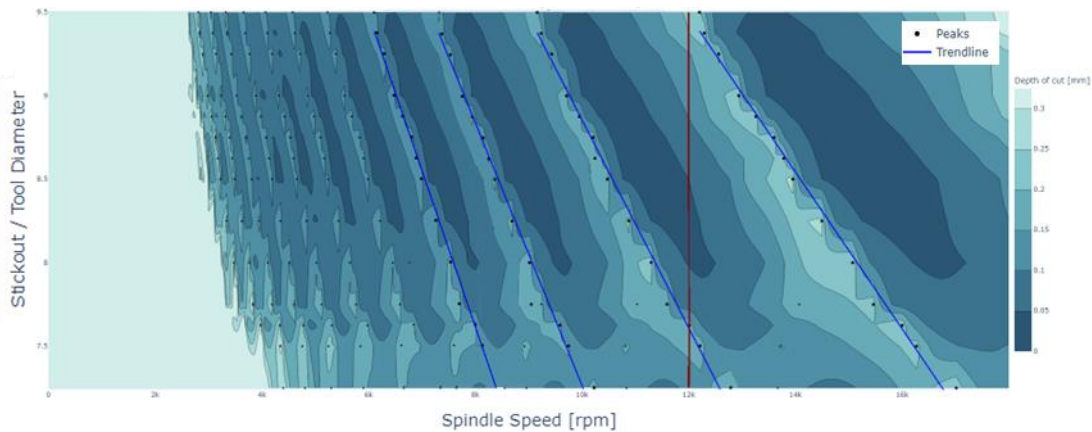 9.5
9
8.5
8
7.5
Stickout / Tool Diameter
0
2k
4k
6k
8k
10k
12k
14k
16k
Spindle Speed [rpm]
Peaks
Trendline
Depth of cut [mm]
0.3
0.25
0.2
0.15
0.1
0.05
0